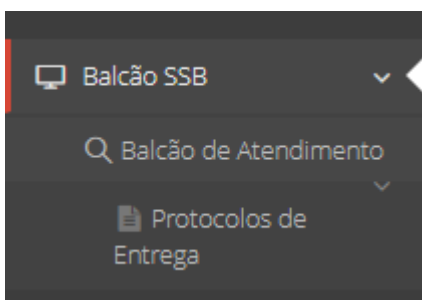 Balcão SSB
Balcão de Atendimento
Protocolos de
Entrega